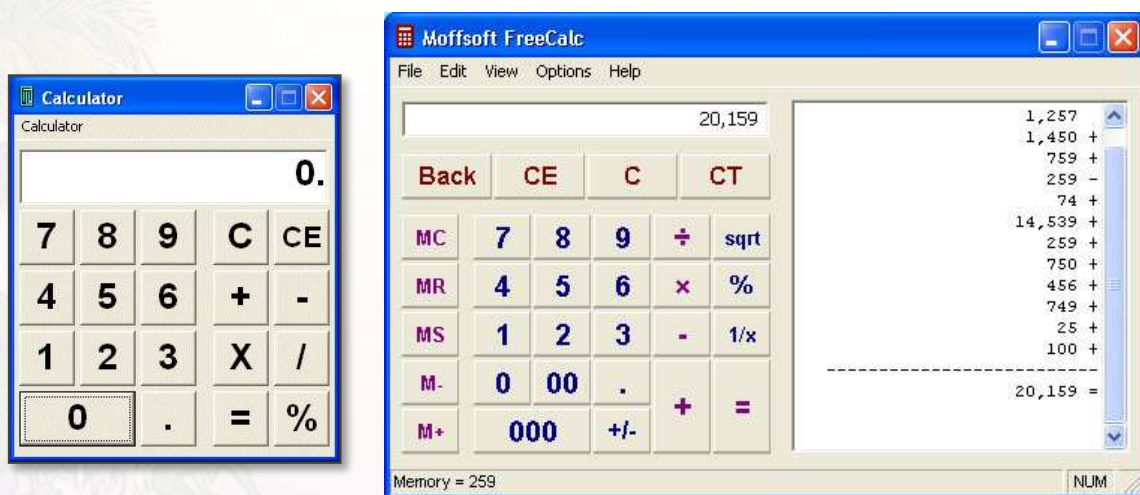 Calculator
Calculator
0.
7 8 9 C CE
4 5 6 + -
1 2 3 X /
0 . = %
Moffsoft FreeCalc
File Edit View Options Help
20,159
Back CE C CT
MC 7 8 9 ÷ sqrt
MR 4 5 6 × %
MS 1 2 3 - 1/x
M- 0 00 . + =
M+ 000 +/-
1,257
1,450 +
759 +
259 -
74 +
14,539 +
259 +
750 +
456 +
749 +
25 +
100 +
--------------------------
20,159 =
Memory = 259
NUM